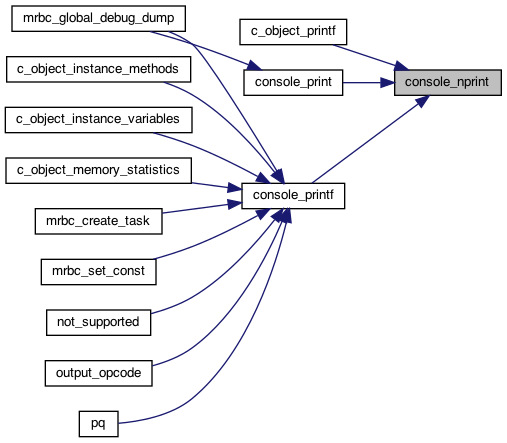 mrbc_global_debug_dump
c_object_printf
c_object_instance_methods
console_print
console_nprint
c_object_instance_variables
c_object_memory_statistics
console_printf
mrbc_create_task
mrbc_set_const
not_supported
output_opcode
pq